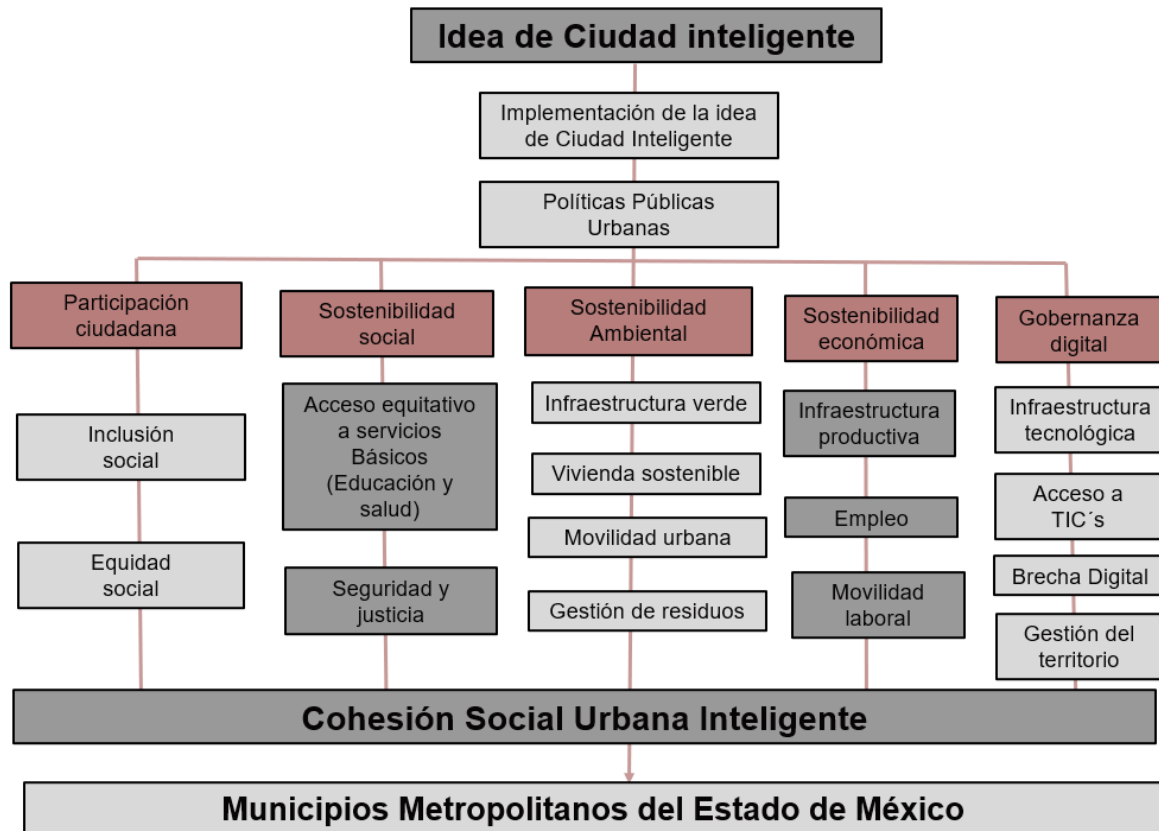 Idea de Ciudad inteligente
Implementación de la idea
de Ciudad Inteligente
Políticas Públicas
Urbanas
Participación
ciudadana
Inclusión
social
Equidad
social
Sostenibilidad
social
Acceso equitativo
a servicios
Básicos
(Educación y
salud)
Seguridad y
justicia
Sostenibilidad
Ambiental
Infraestructura verde
Vivienda sostenible
Movilidad urbana
Gestión de residuos
Sostenibilidad
económica
Infraestructura
productiva
Empleo
Movilidad
laboral
Gobernanza
digital
Infraestructura
tecnológica
Acceso a
TIC´s
Brecha Digital
Gestión del
territorio
Cohesión Social Urbana Inteligente
Municipios Metropolitanos del Estado de México